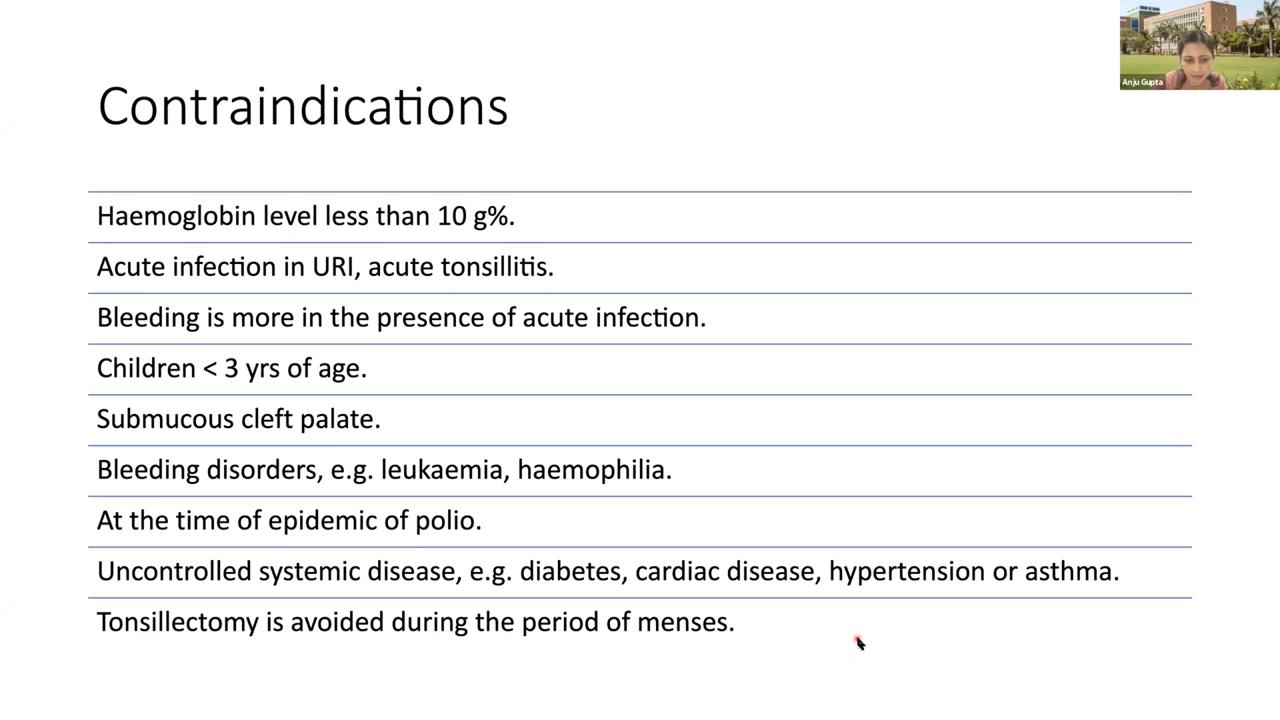 Anju Gupta
Contraindications
Haemoglobin level less than 10 g%.
Acute infection in URI, acute tonsillitis.
Bleeding is more in the presence of acute infection.
Children < 3 yrs of age.
Submucous cleft palate.
Bleeding disorders, e.g. leukaemia, haemophilia.
At the time of epidemic of polio.
Uncontrolled systemic disease, e.g. diabetes, cardiac disease, hypertension or asthma.
Tonsillectomy is avoided during the period of menses.